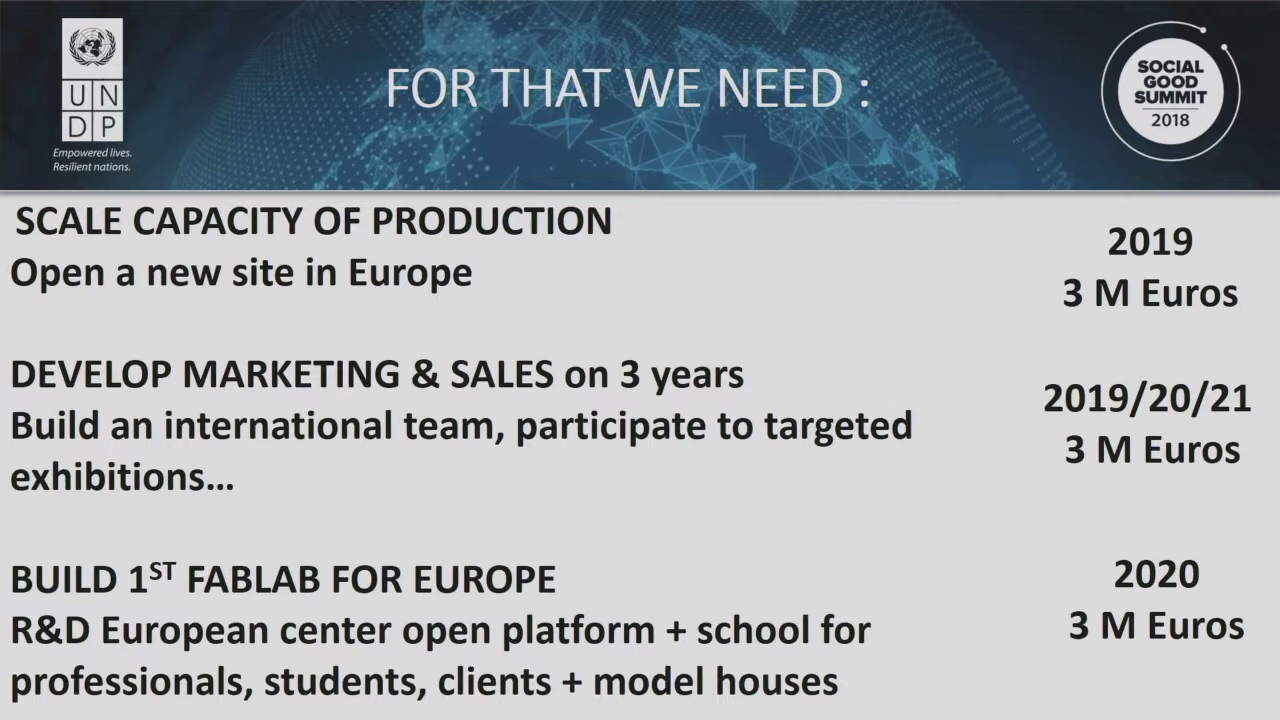 FOR THAT WE NEED :
UN
DP
Empowered lives.
Resilient nations.
SOCIAL
GOOD
SUMMIT
2018
SCALE CAPACITY OF PRODUCTION
Open a new site in Europe
2019
3 M Euros
DEVELOP MARKETING & SALES on 3 years
Build an international team, participate to targeted
exhibitions…
2019/20/21
3 M Euros
BUILD 1ST FABLAB FOR EUROPE
R&D European center open platform + school for
professionals, students, clients + model houses
2020
3 M Euros